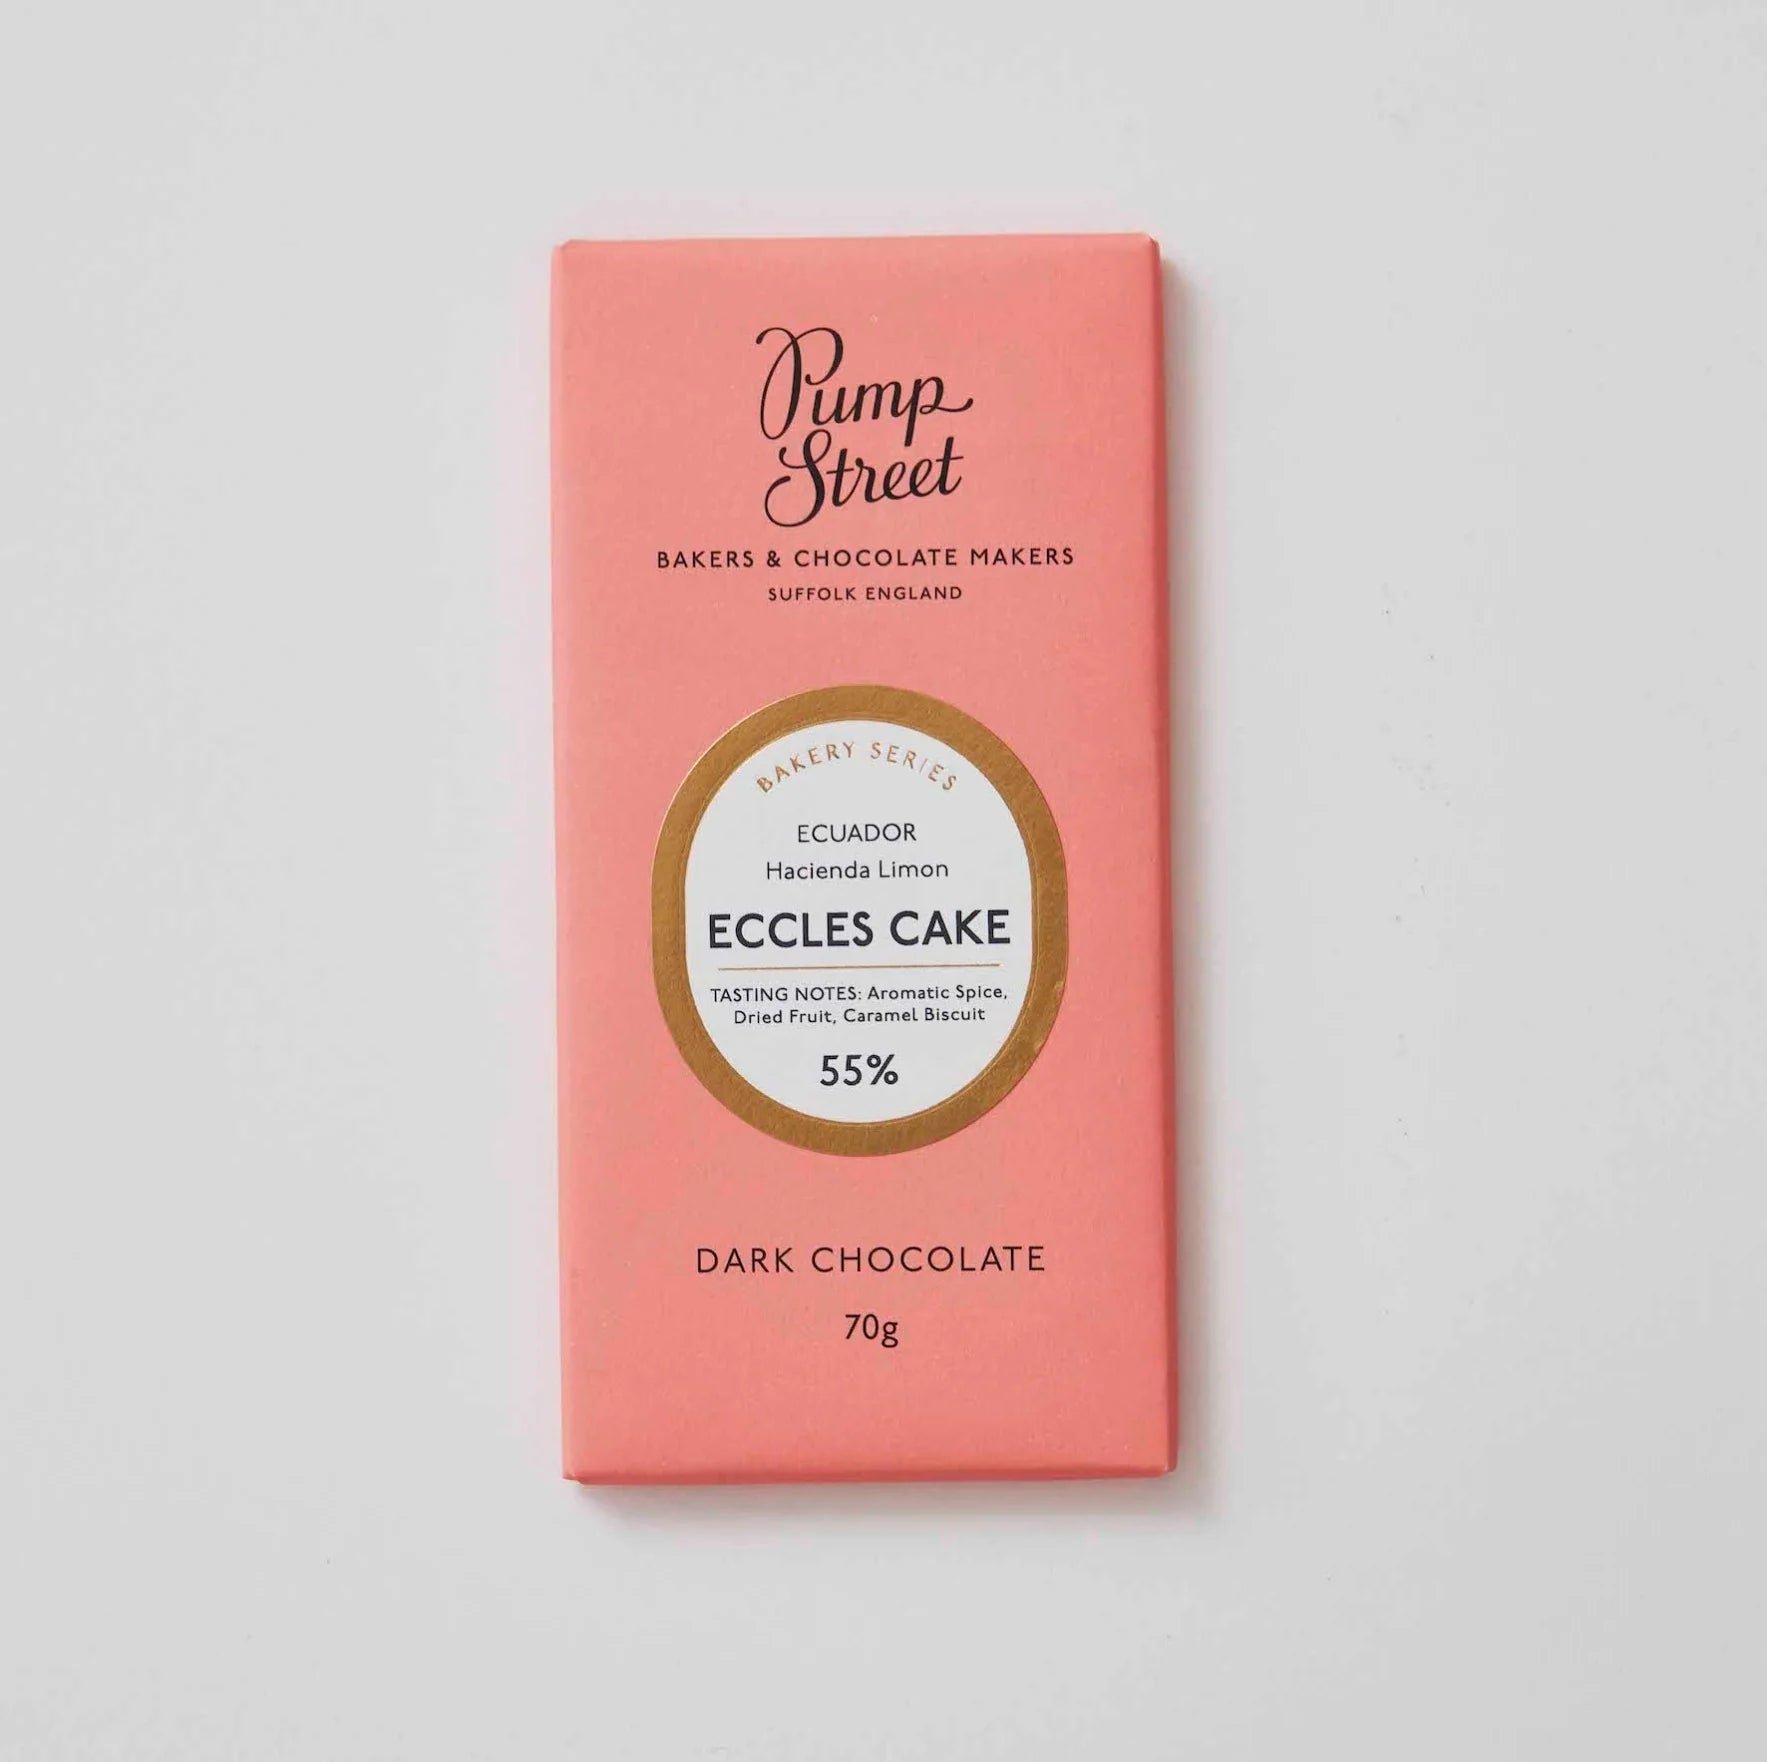 Pump
Street
BAKERS & CHOCOLATE MAKERS
SUFFOLK ENGLAND
BAKERY SERIES
ECUADOR
Hacienda Limon
ECCLES CAKE
TASTING NOTES: Aromatic Spice,
Dried Fruit, Caramel Biscuit
55%
DARK CHOCOLATE
70g